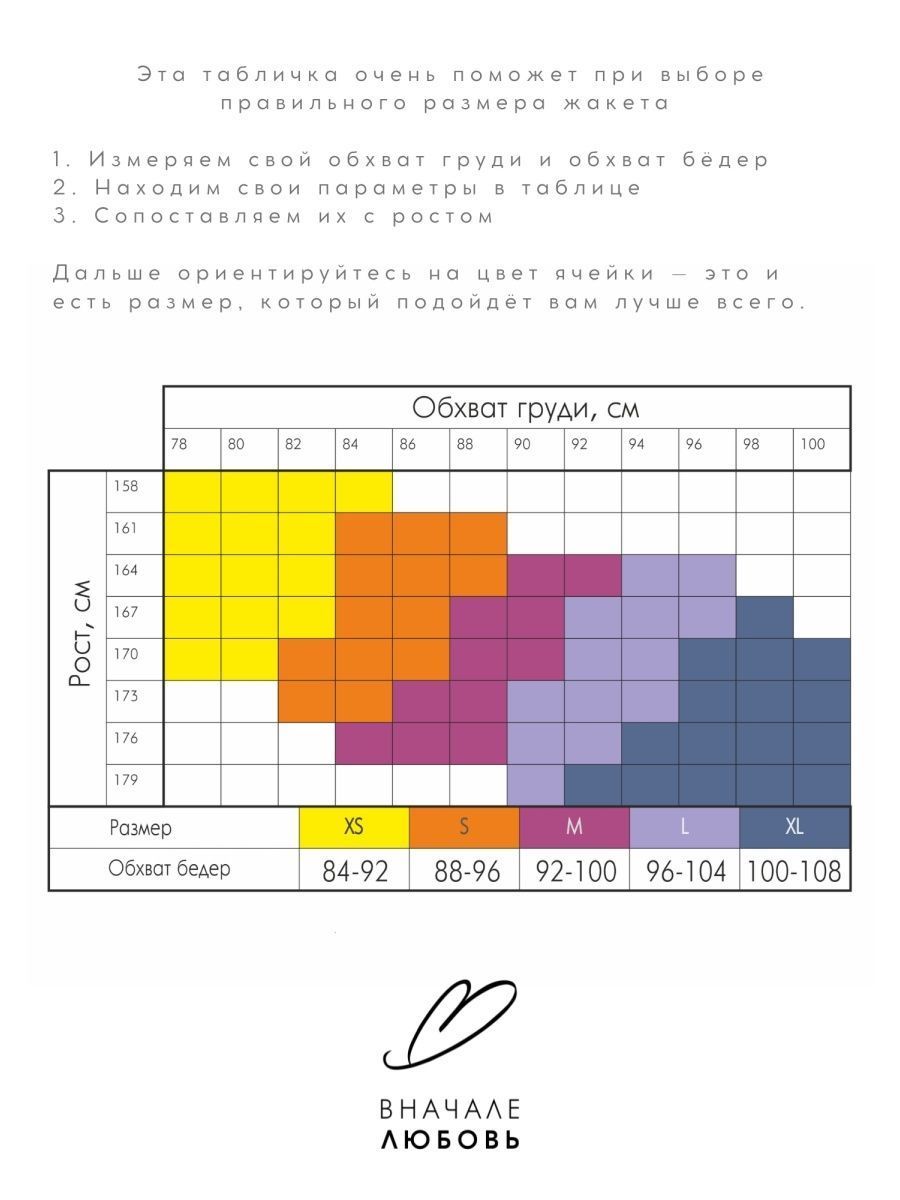 Эта табличка очень поможет при выборе
правильного размера жакета
1. Измеряем свой обхват груди и обхват бёдер
2. Находим свои параметры в таблице
3. Сопоставляем их с ростом
Дальше ориентируйтесь на цвет ячейки – это и
есть размер, который подойдёт вам лучше всего.
Обхват груди, см
78 80 82 84 86 88 90 92 94 96 98 100
Рост, см
158
161
164
167
170
173
176
179
Размер XS S M L XL
Обхват бедер 84-92 88-96 92-100 96-104 100-108
ВНАЧАЛЕ
ЛЮБОВЬ